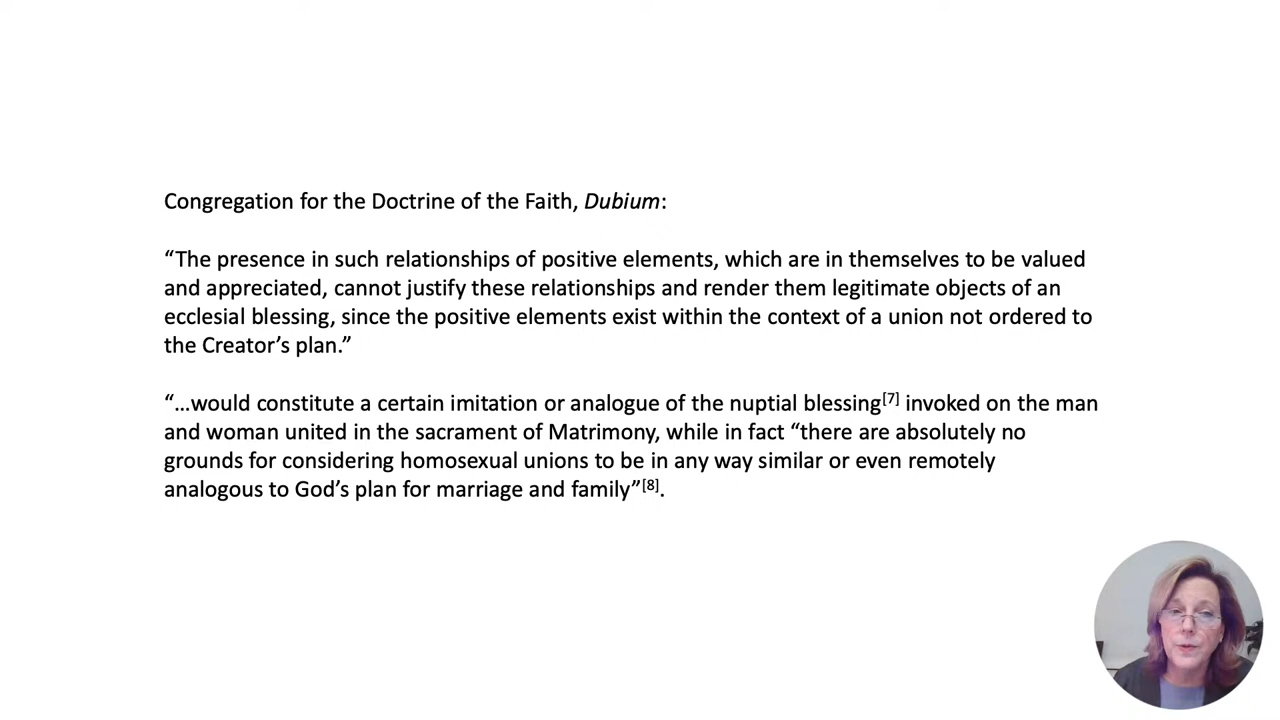 Congregation for the Doctrine of the Faith, Dubium:
“The presence in such relationships of positive elements, which are in themselves to be valued
and appreciated, cannot justify these relationships and render them legitimate objects of an
ecclesial blessing, since the positive elements exist within the context of a union not ordered to
the Creator’s plan.”
“…would constitute a certain imitation or analogue of the nuptial blessing[7] invoked on the man
and woman united in the sacrament of Matrimony, while in fact “there are absolutely no
grounds for considering homosexual unions to be in any way similar or even remotely
analogous to God’s plan for marriage and family”[8].